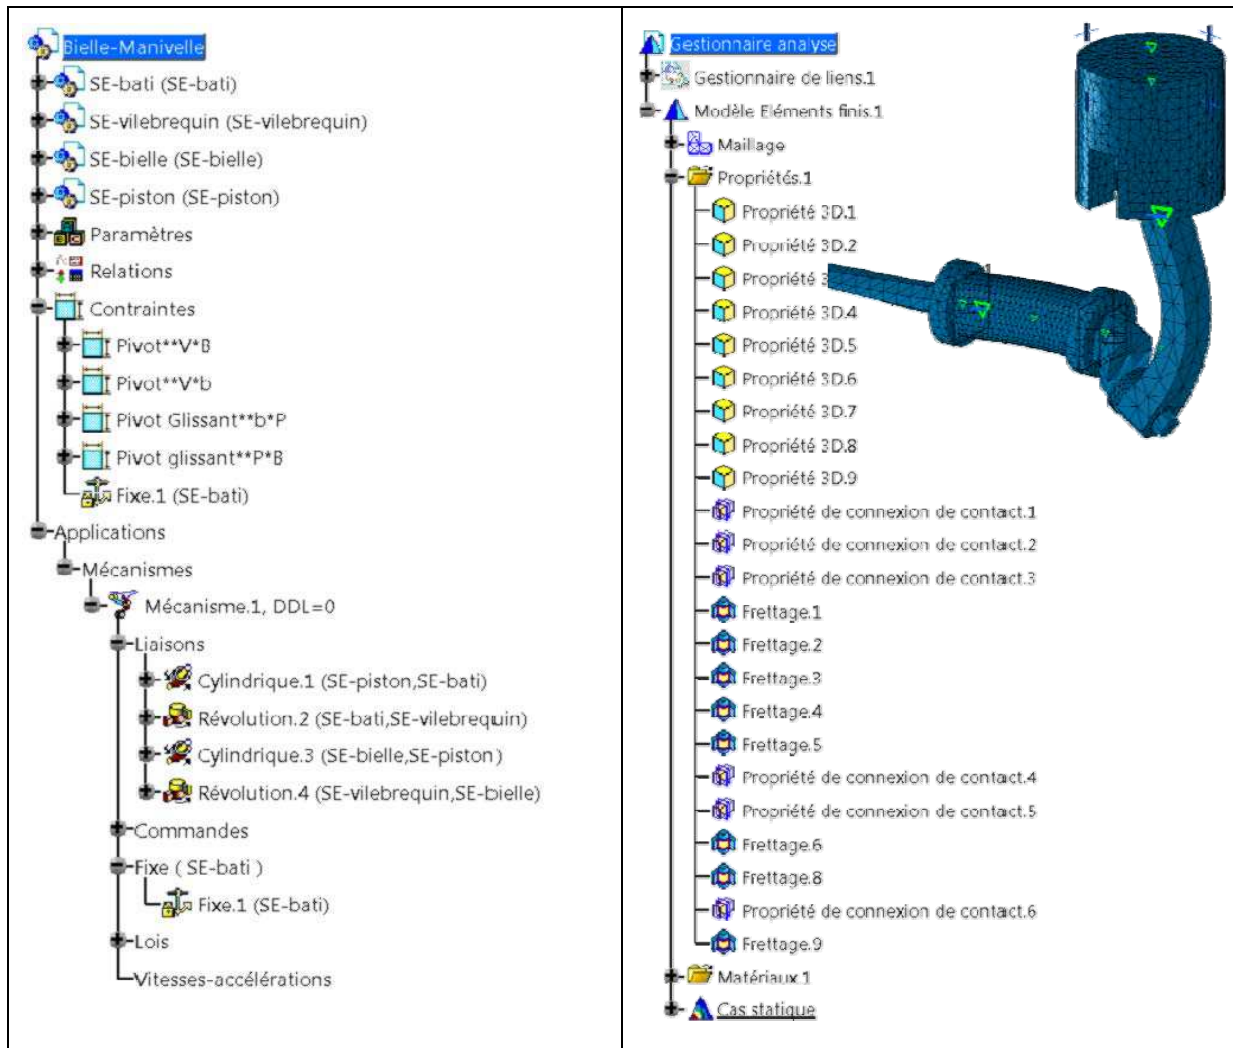 Bielle-Manivelle
SE-bati (SE-bati)
SE-vilebrequin (SE-vilebrequin)
SE-bielle (SE-bielle)
SE-piston (SE-piston)
Paramètres
Relations
Contraintes
Pivot**V*B
Pivot**V*b
Pivot Glissant**b*P
Pivot glissant**P*B
Fixe.1 (SE-bati)
Applications
Mécanismes
Mécanisme.1, DDL=0
Liaisons
Cylindrique.1 (SE-piston,SE-bati)
Révolution.2 (SE-bati,SE-vilebrequin)
Cylindrique.3 (SE-bielle,SE-piston)
Révolution.4 (SE-vilebrequin,SE-bielle)
Commandes
Fixe ( SE-bati )
Fixe.1 (SE-bati)
Lois
Vitesses-accélérations
Gestionnaire analyse
Gestionnaire de liens.1
Modèle Eléments finis.1
Maillage
Propriétés.1
Propriété 3D.1
Propriété 3D.2
Propriété 3
Propriété 3D.4
Propriété 3D.5
Propriété 3D.6
Propriété 3D.7
Propriété 3D.8
Propriété 3D.9
Propriété de connexion de contact.1
Propriété de connexion de contact.2
Propriété de connexion de contact.3
Frettage.1
Frettage.2
Frettage.3
Frettage.4
Frettage.5
Propriété de connexion de contact.4
Propriété de connexion de contact.5
Frettage.6
Frettage.8
Propriété de connexion de contact.6
Frettage.9
Matériaux.1
Cas statique